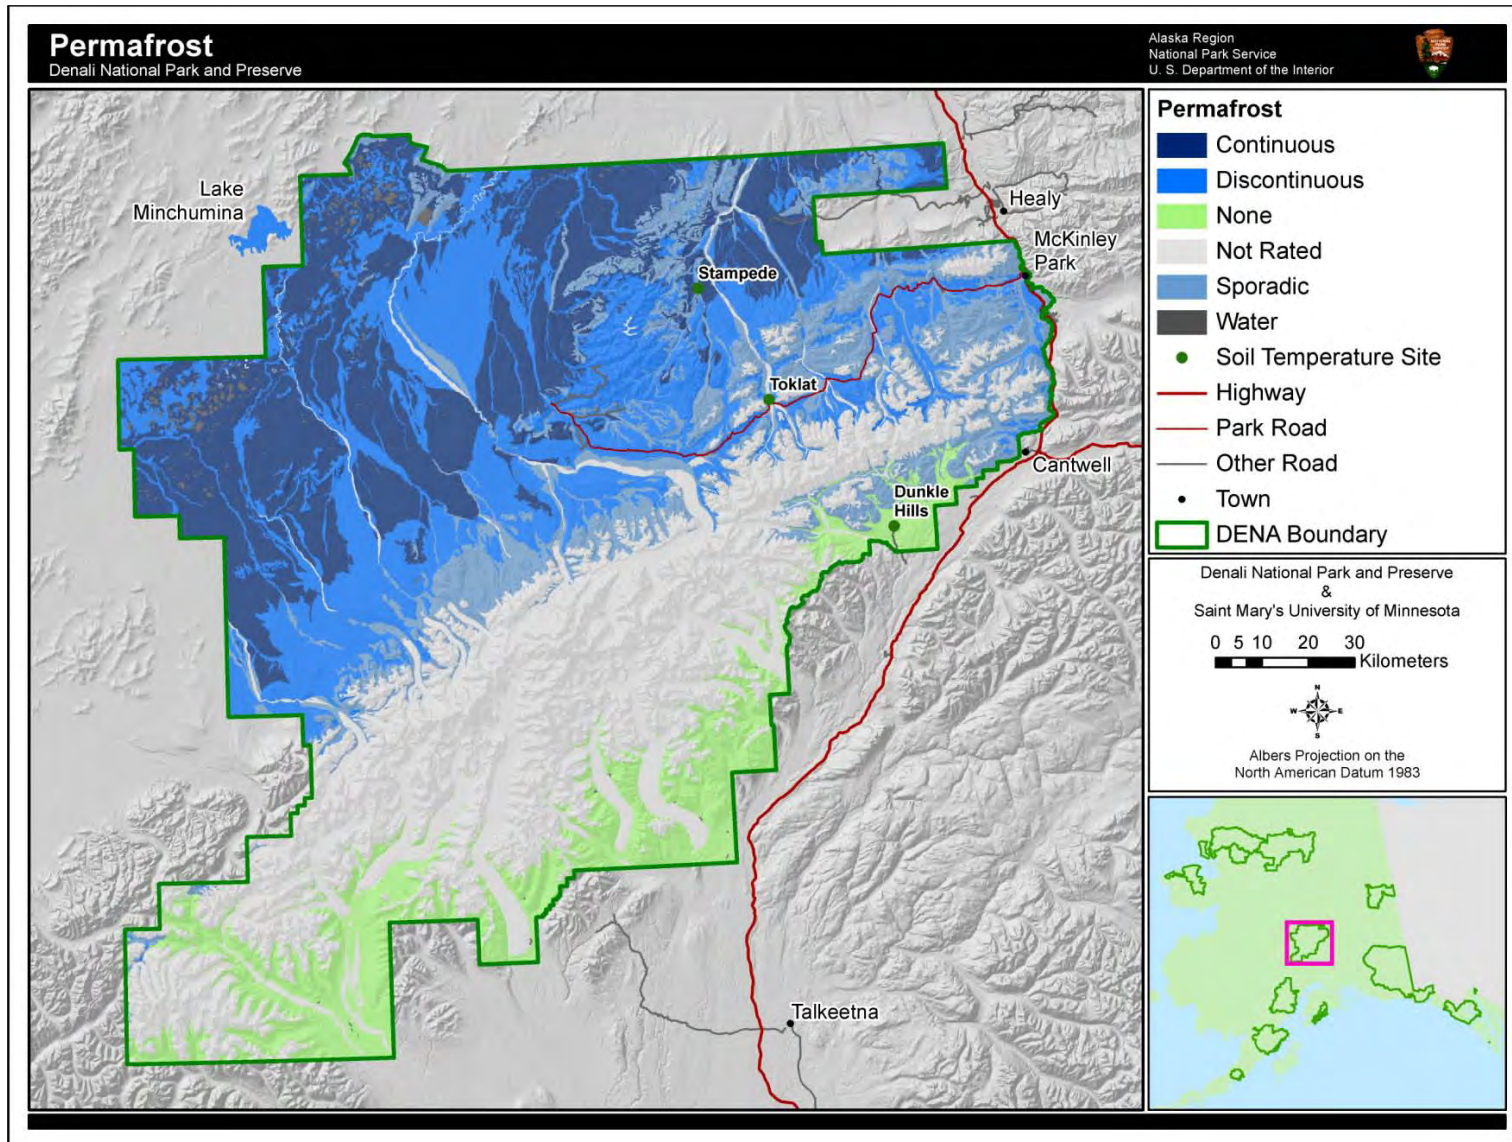 Permafrost
Denali National Park and Preserve
Alaska Region
National Park Service
U. S. Department of the Interior
Lake
Minchumina
Healy
McKinley
Park
Stampede
Toklat
Cantwell
Dunkle
Hills
Talkeetna
Permafrost
Continuous
Discontinuous
None
Not Rated
Sporadic
Water
Soil Temperature Site
Highway
Park Road
Other Road
Town
DENA Boundary
Denali National Park and Preserve
&
Saint Mary's University of Minnesota
0 5 10 20 30
Kilometers
N
W E
S
Albers Projection on the
North American Datum 1983